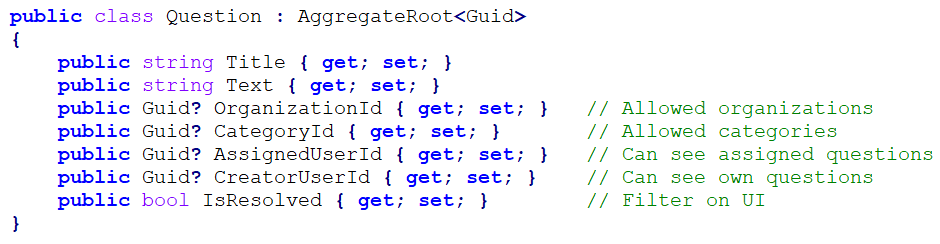 public class Question : AggregateRoot<Guid>
{
    public string Title { get; set; }
    public string Text { get; set; }
    public Guid? OrganizationId { get; set; }   // Allowed organizations
    public Guid? CategoryId { get; set; }       // Allowed categories
    public Guid? AssignedUserId { get; set; }   // Can see assigned questions
    public Guid? CreatorUserId { get; set; }    // Can see own questions
    public bool IsResolved { get; set; }        // Filter on UI
}